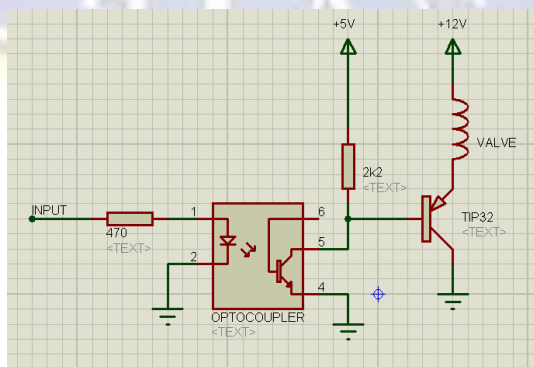 +5V
+12V
VALVE
2k2
<TEXT>
INPUT
470
<TEXT>
1
2
6
5
4
TIP32
<TEXT>
OPTOCOUPLER
<TEXT>